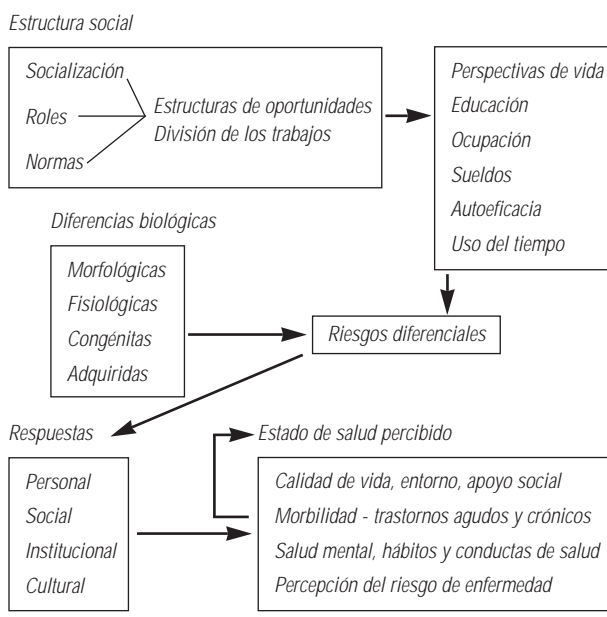 Estructura social
Socialización
Roles
Normas
Estructuras de oportunidades
División de los trabajos
Perspectivas de vida
Educación
Ocupación
Sueldos
Autoeficacia
Uso del tiempo
Diferencias biológicas
Morfológicas
Fisiológicas
Congénitas
Adquiridas
Riesgos diferenciales
Respuestas
Personal
Social
Institucional
Cultural
Estado de salud percibido
Calidad de vida, entorno, apoyo social
Morbilidad - trastornos agudos y crónicos
Salud mental, hábitos y conductas de salud
Percepción del riesgo de enfermedad